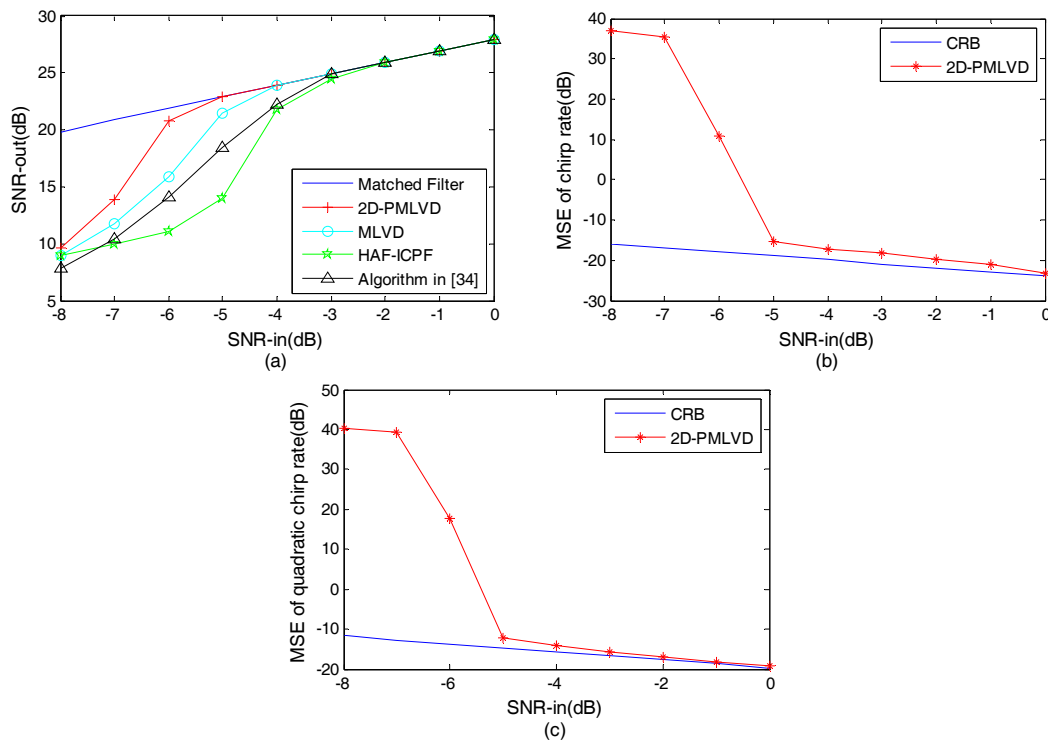 30
25
20
15
10
5
-8
-7
-6
-5
-4
-3
-2
-1
0
SNR-out(dB)
SNR-in(dB)
(a)
Matched Filter
2D-PMLVD
MLVD
HAF-ICPF
Algorithm in [34]
40
30
20
10
0
-10
-20
-30
-8
-7
-6
-5
-4
-3
-2
-1
0
MSE of chirp rate(dB)
SNR-in(dB)
(b)
CRB
2D-PMLVD
50
40
30
20
10
0
-10
-20
-8
-6
-4
-2
0
MSE of quadratic chirp rate(dB)
SNR-in(dB)
(c)
CRB
2D-PMLVD